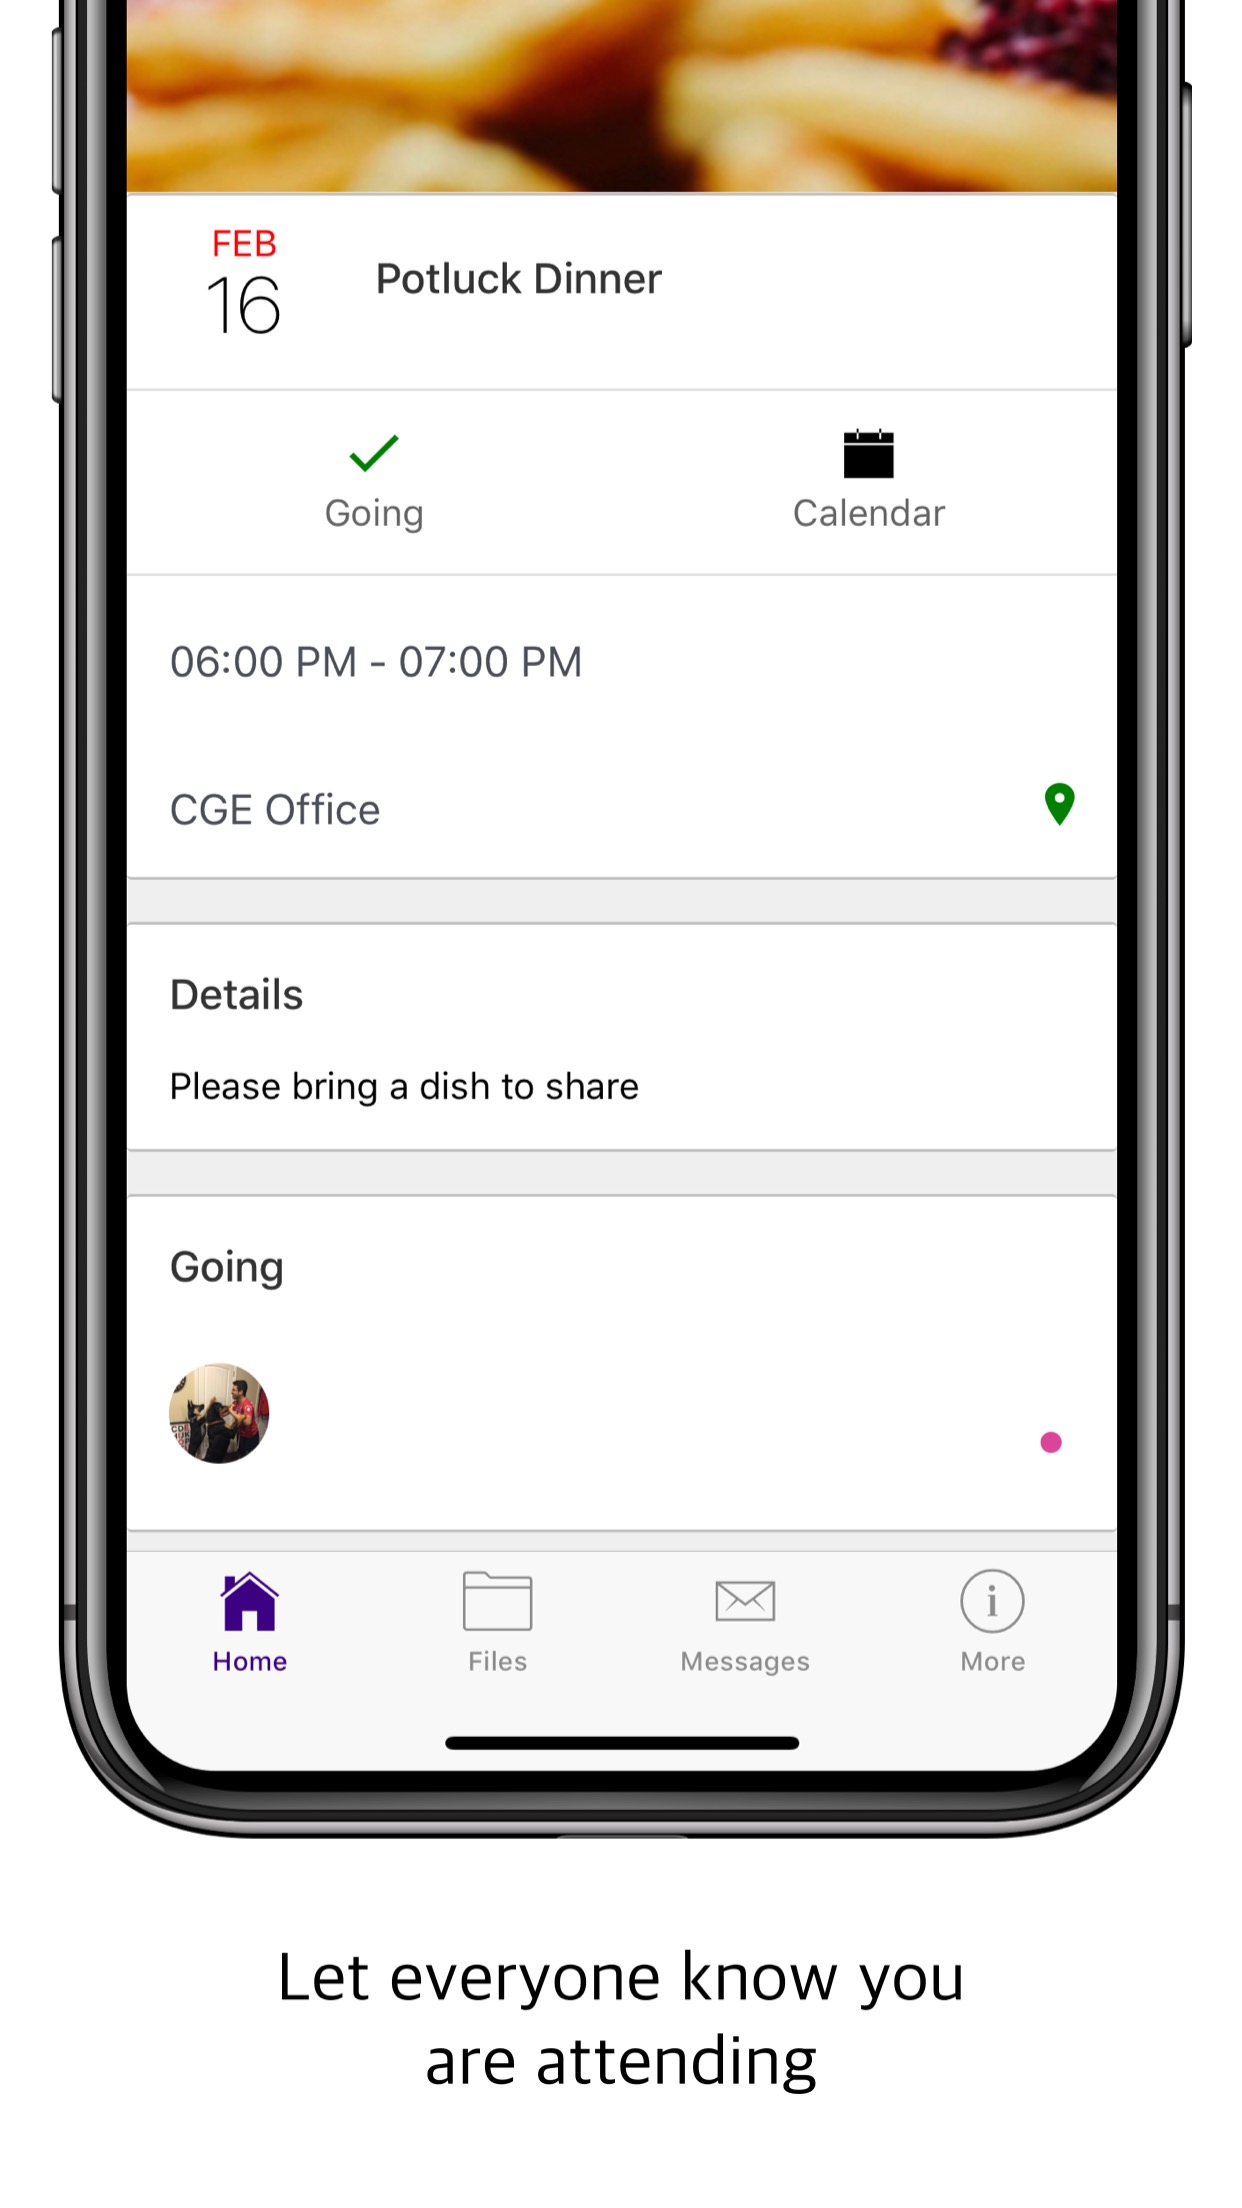 FEB
16
Potluck Dinner
Going
Calendar
06:00 PM - 07:00 PM
CGE Office
Details
Please bring a dish to share
Going
Home
Files
Messages
More
Let everyone know you
are attending